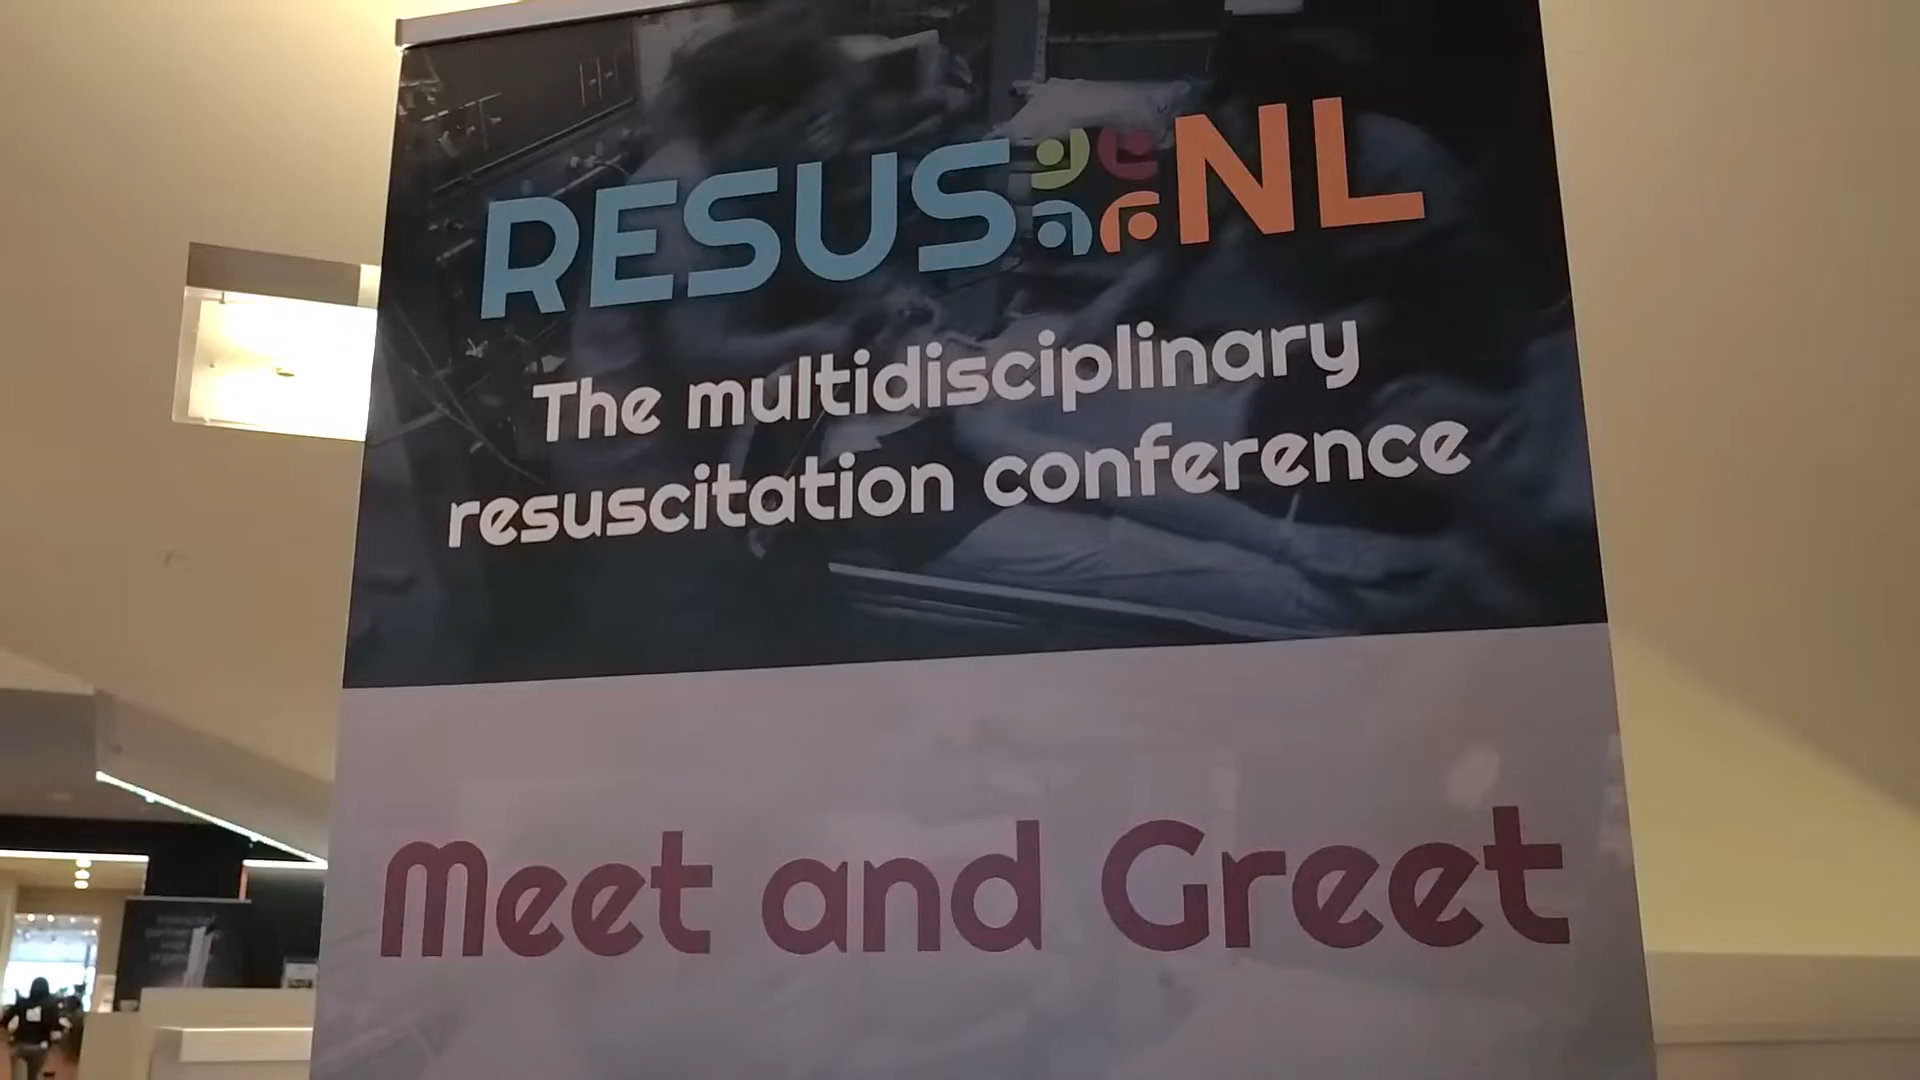 RESUS NL
The multidisciplinary
resuscitation conference
Meet and Greet